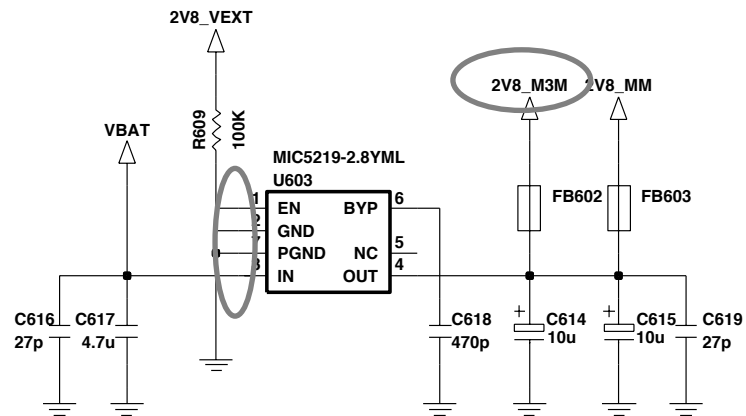 2V8_VEXT
2V8_M3M
2V8_MM
R609
100K
VBAT
MIC5219-2.8YML
U603
1
EN
BYP
6
2
GND
7
PGND
NC
5
3
IN
OUT
4
FB602
FB603
C616
27p
C617
4.7u
C618
470p
+
C614
10u
+
C615
10u
C619
27p